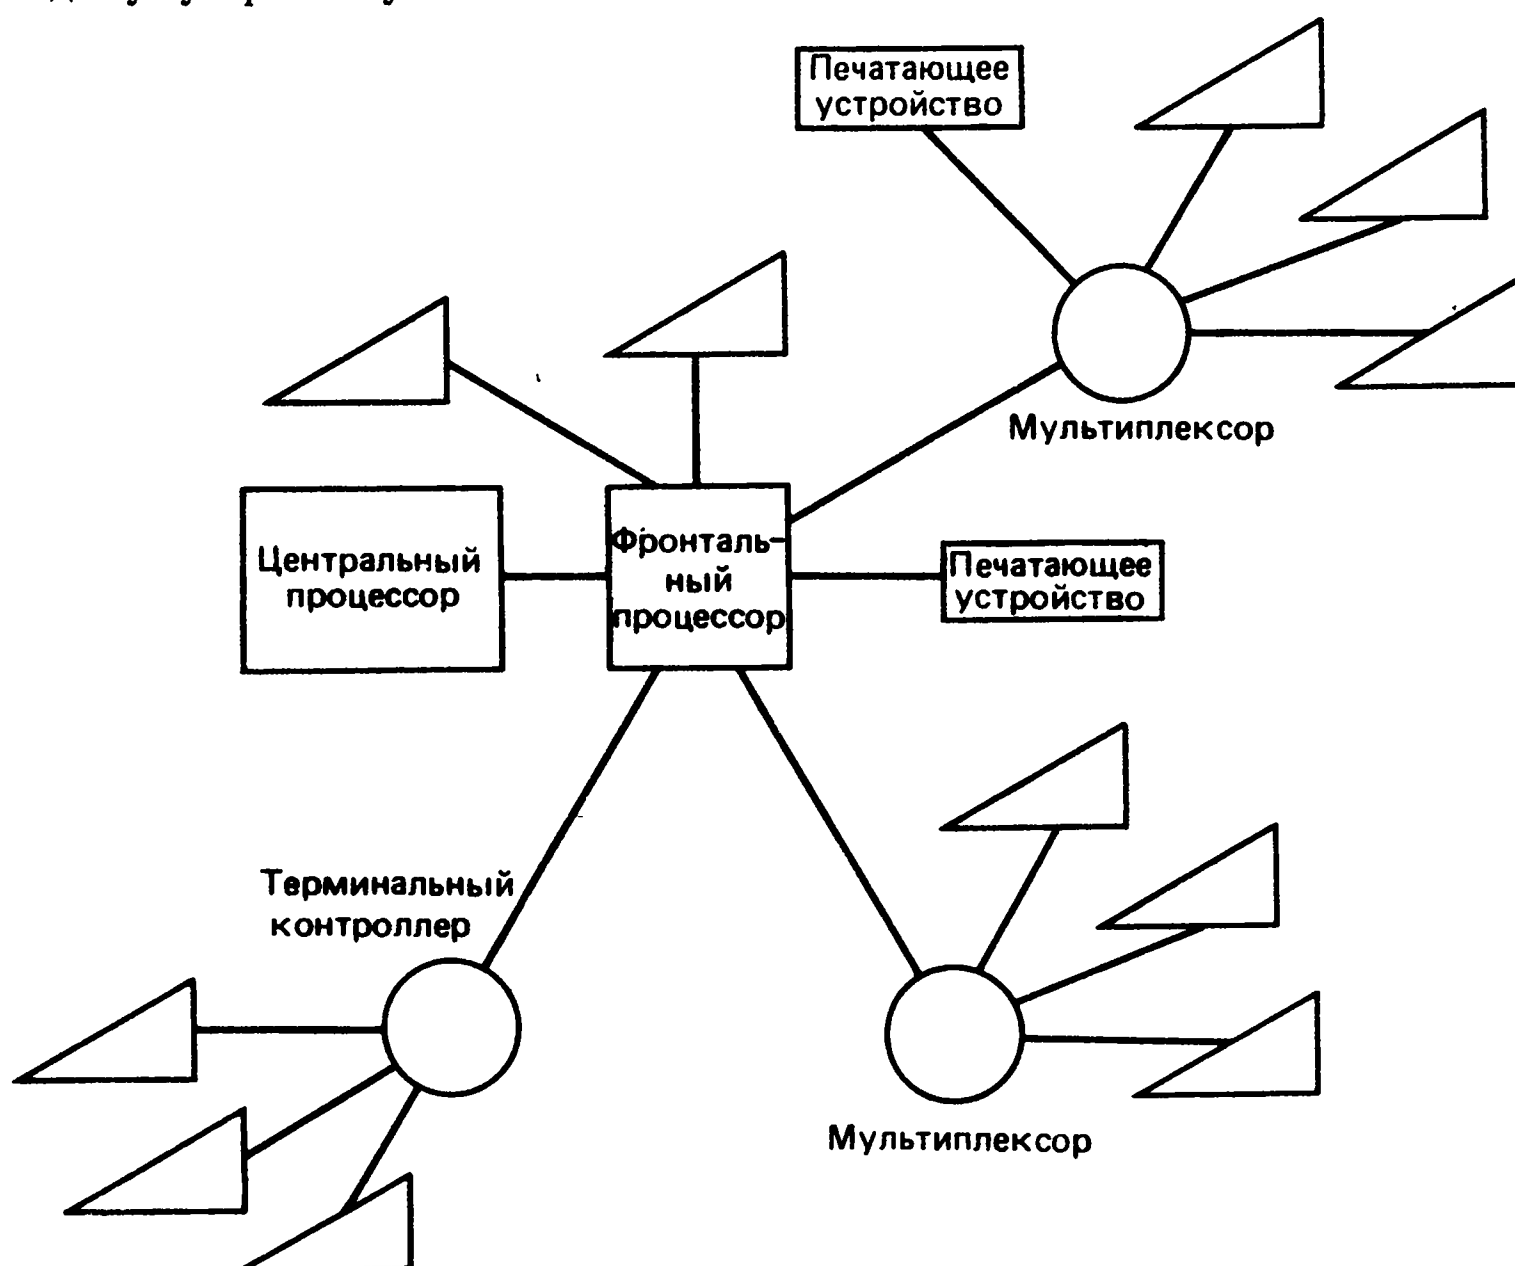 Печатающее
устройство
Мультиплексор
Центральный
процессор
Фронталь-
ный
процессор
Печатающее
устройство
Терминальный
контроллер
Мультиплексор